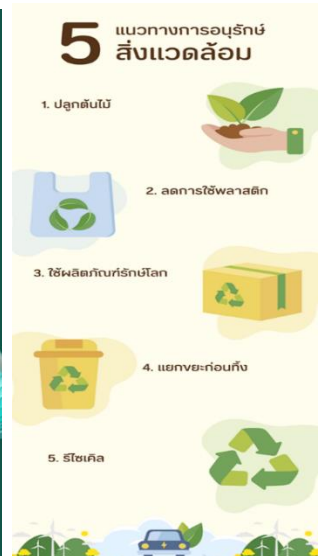 5 แนวทางการอนุรักษ์
สิ่งแวดล้อม
1. ปลูกต้นไม้
2. ลดการใช้พลาสติก
3. ใช้ผลิตภัณฑ์รักษ์โลก
4. แยกขยะก่อนทิ้ง
5. รีไซเคิล